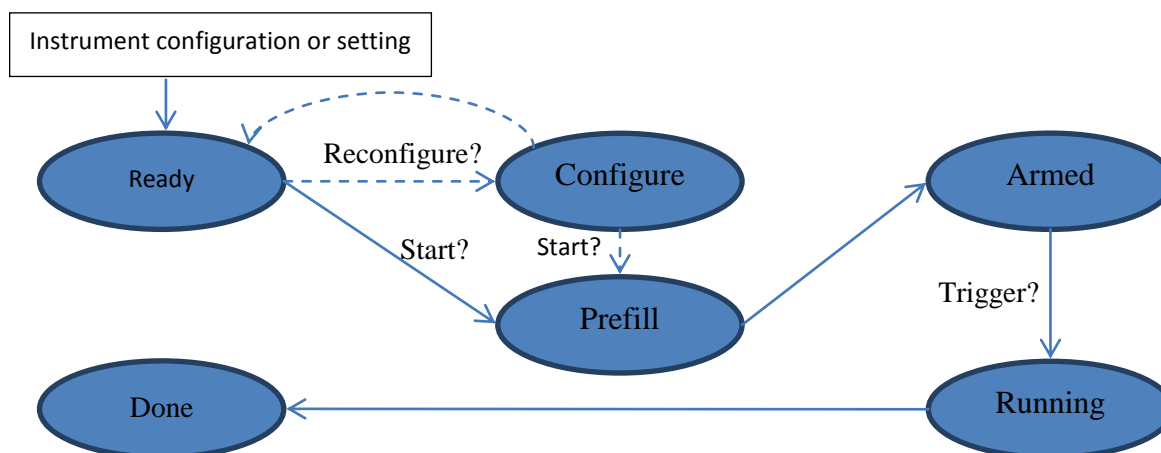 Instrument configuration or setting
Ready
Reconfigure?
Configure
Armed
Start?
Start?
Prefill
Trigger?
Done
Running